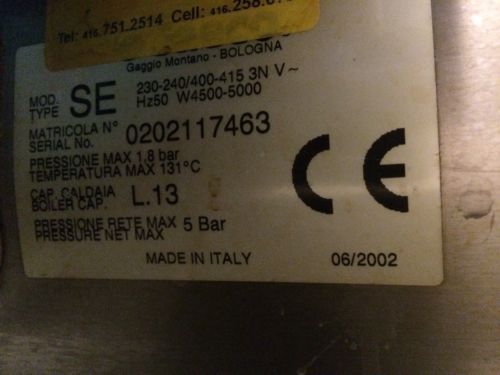 Tel: 416.751.2514 Cell: 416.258.
Gaggio Montano - BOLOGNA
MOD.
TYPE SE 230-240/400-415 3N V ~
Hz50 W4500-5000
MATRICOLA N°
SERIAL No. 0202117463
PRESSIONE MAX 1,8 bar
TEMPERATURA MAX 131°C
CE
CAP. CALDAIA
BOILER CAP. L.13
PRESSIONE RETE MAX
PRESSURE NET MAX 5 Bar
MADE IN ITALY 06/2002